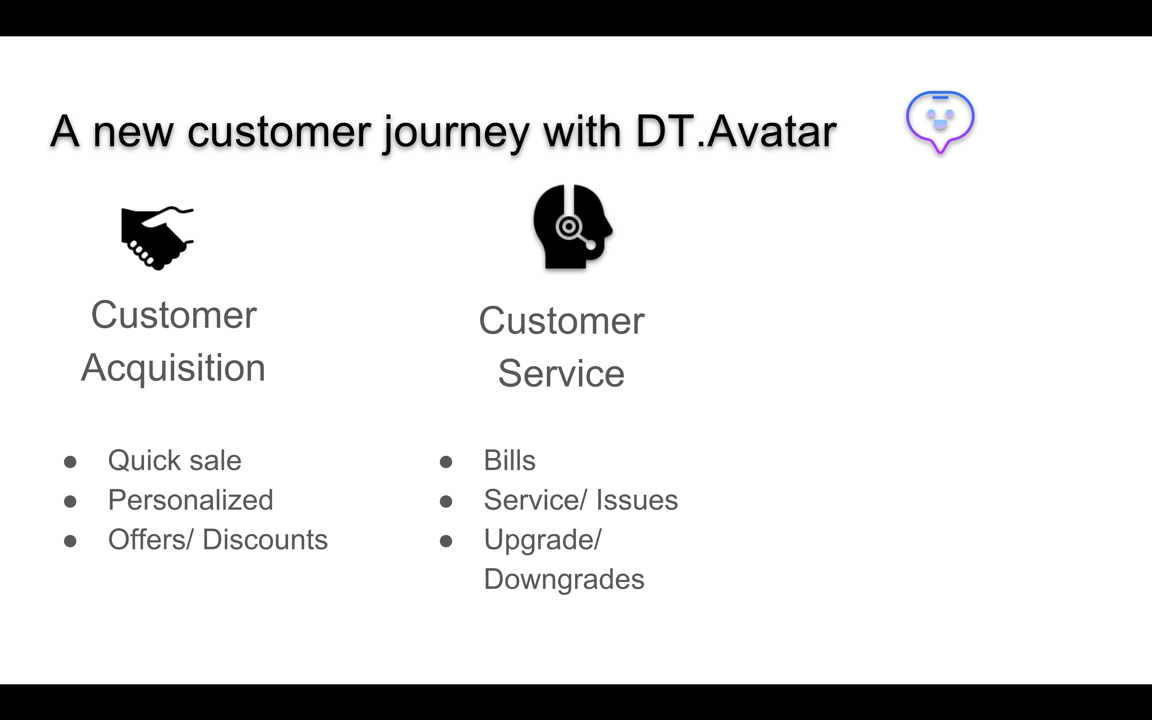 A new customer journey with DT.Avatar
Customer
Acquisition
● Quick sale
● Personalized
● Offers/ Discounts
Customer
Service
● Bills
● Service/ Issues
● Upgrade/
Downgrades